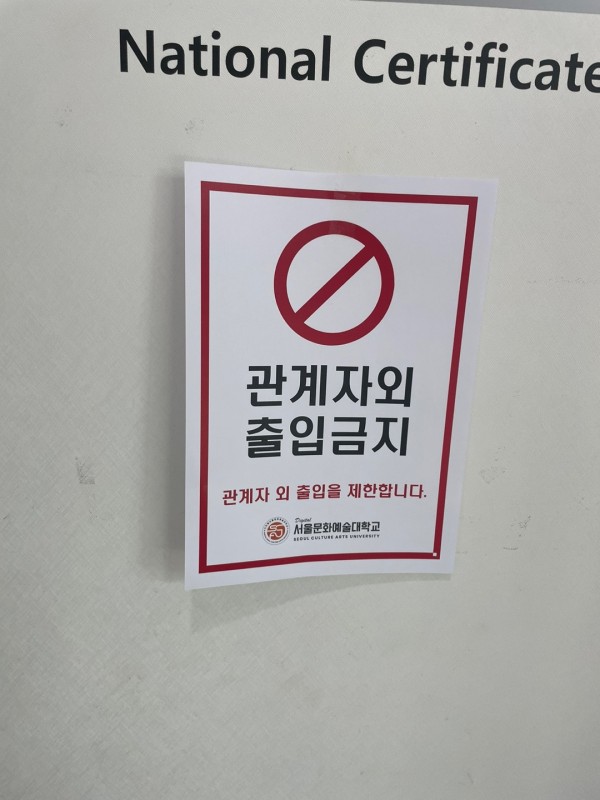 National Certificate
관계자외
출입금지
관계자 외 출입을 제한합니다.
Digital
서울문화예술대학교
SEOUL CULTURE ARTS UNIVERSITY